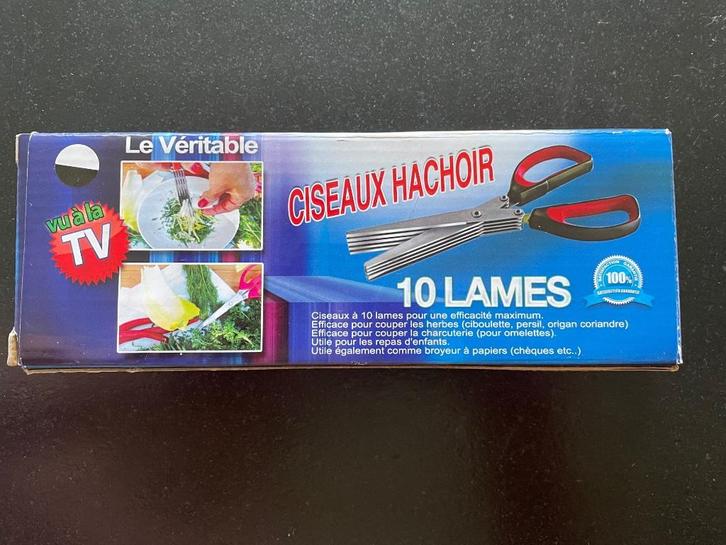 Le Véritable
vu à la
TV
CISEAUX HACHOIR
10 LAMES
100%
Ciseaux à 10 lames pour une efficacité maximum.
Efficace pour couper les herbes (ciboulette, persil, origan coriandre)
Efficace pour couper la charcuterie (pour omelettes).
Utile pour les repas d'enfants.
Utile également comme broyeur à papiers (chèques etc..)